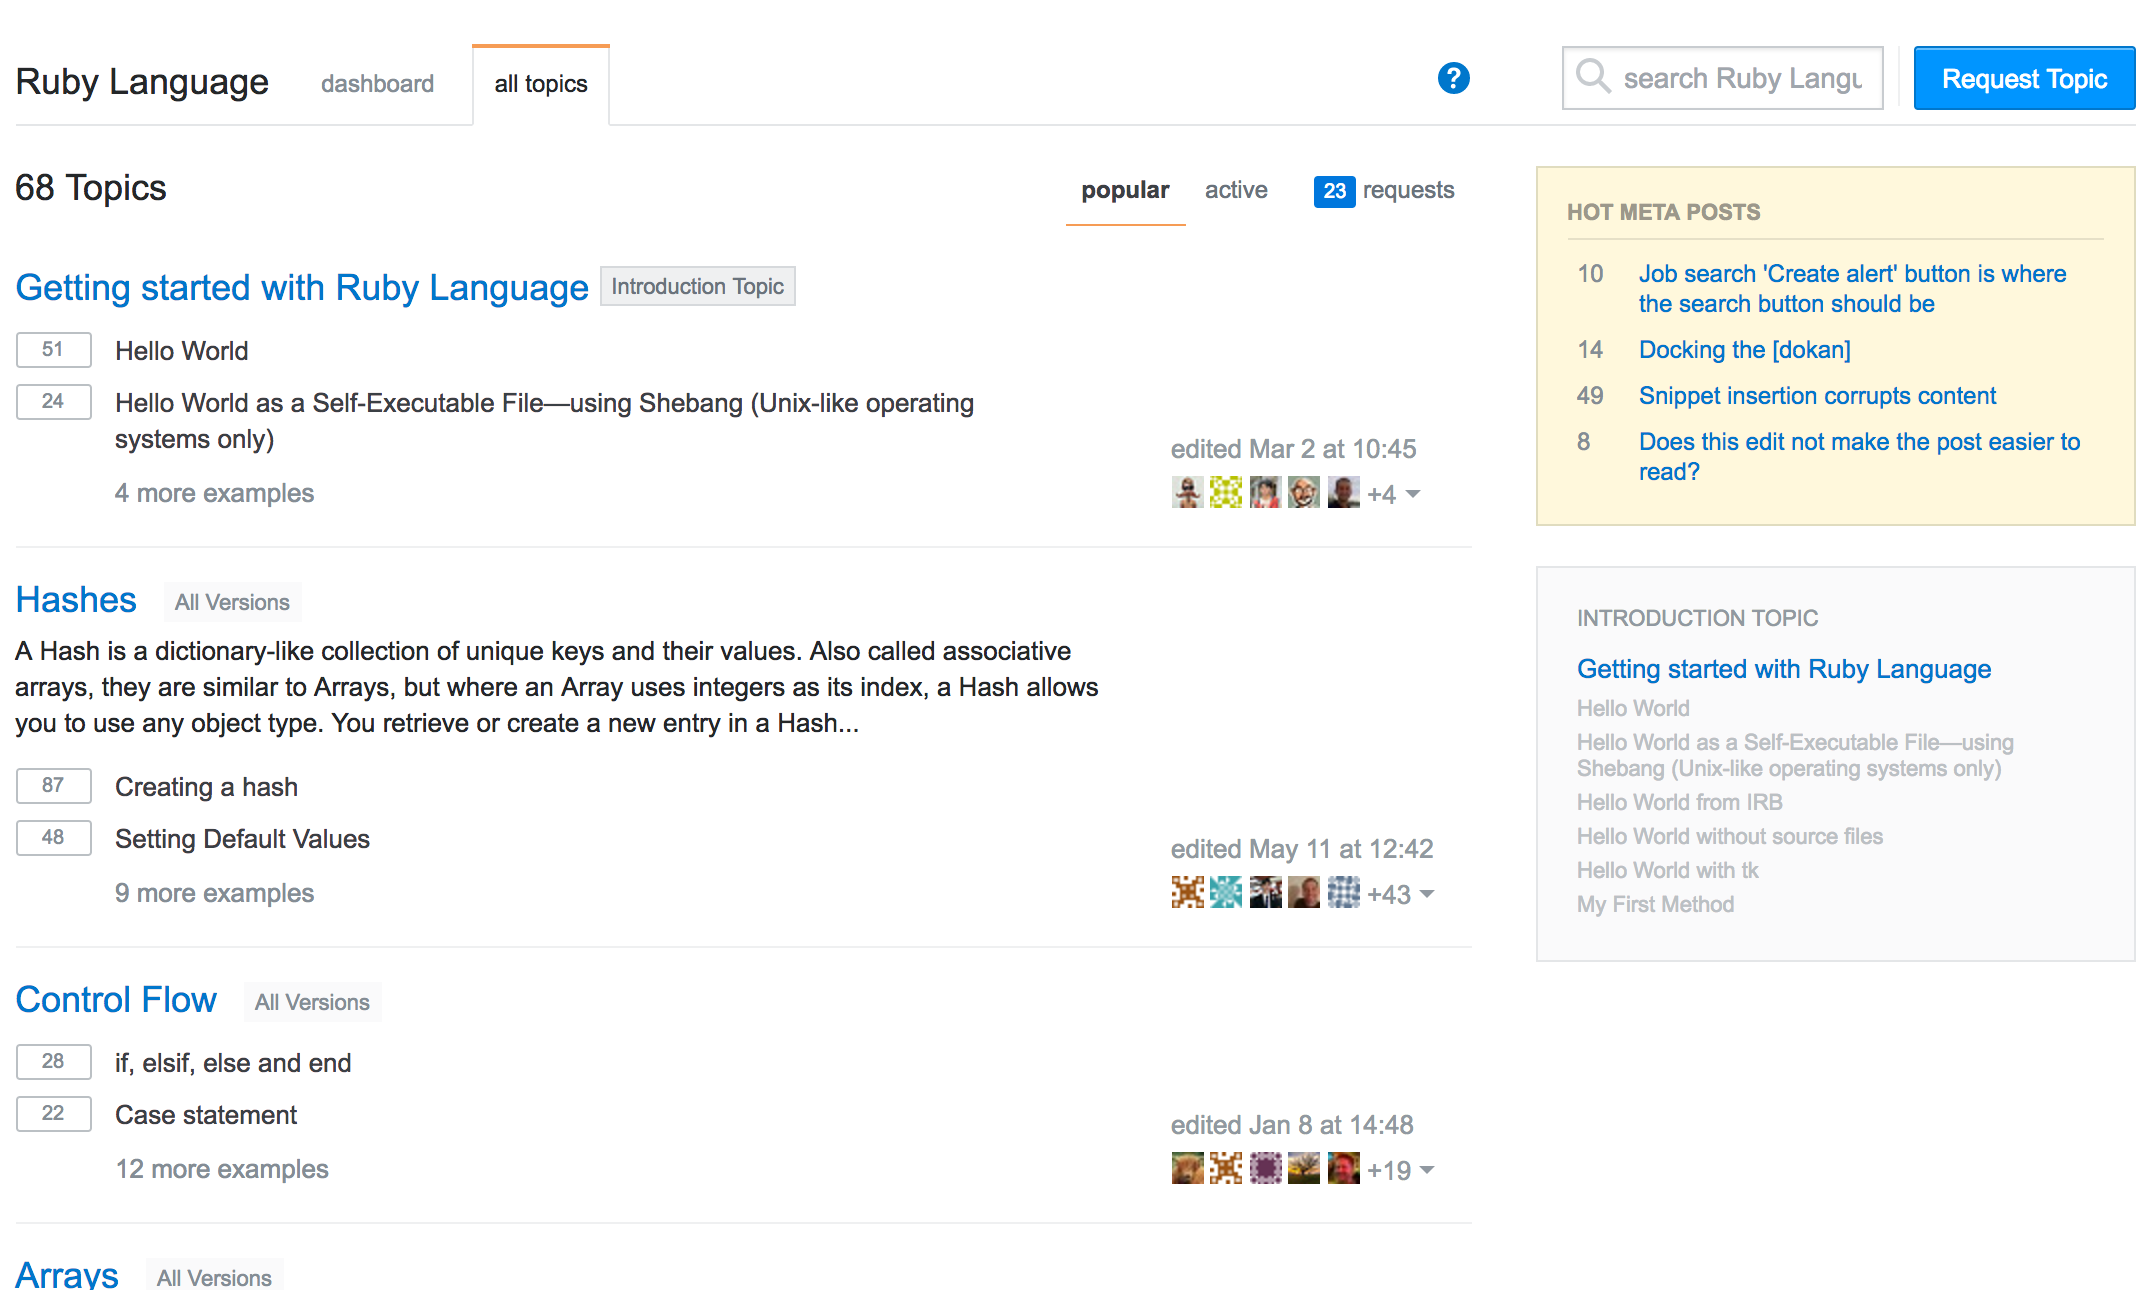 Ruby Language
dashboard
all topics
?
search Ruby Langu
Request Topic
68 Topics
popular
active
23 requests
Getting started with Ruby Language
Introduction Topic
51 Hello World
24 Hello World as a Self-Executable File—using Shebang (Unix-like operating
systems only)
4 more examples
edited Mar 2 at 10:45
+4
Hashes
All Versions
A Hash is a dictionary-like collection of unique keys and their values. Also called associative
arrays, they are similar to Arrays, but where an Array uses integers as its index, a Hash allows
you to use any object type. You retrieve or create a new entry in a Hash...
87 Creating a hash
48 Setting Default Values
9 more examples
edited May 11 at 12:42
+43
Control Flow
All Versions
28 if, elsif, else and end
22 Case statement
12 more examples
edited Jan 8 at 14:48
+19
Arrays
All Versions
HOT META POSTS
10 Job search 'Create alert' button is where
the search button should be
14 Docking the [dokan]
49 Snippet insertion corrupts content
8 Does this edit not make the post easier to
read?
INTRODUCTION TOPIC
Getting started with Ruby Language
Hello World
Hello World as a Self-Executable File—using
Shebang (Unix-like operating systems only)
Hello World from IRB
Hello World without source files
Hello World with tk
My First Method